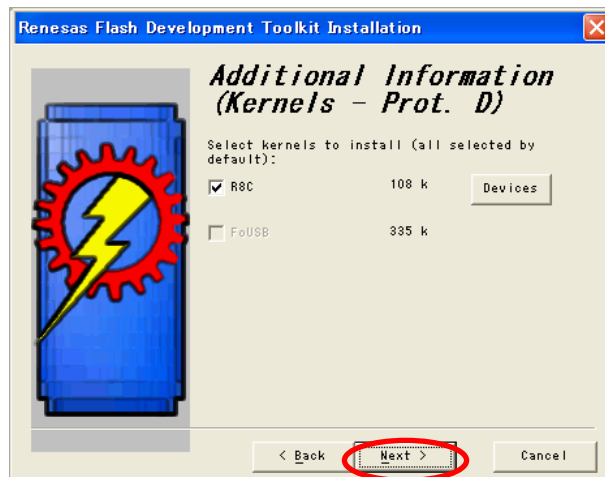 Renesas Flash Development Toolkit Installation
Additional Information
(Kernels - Prot. D)
Select kernels to install (all selected by
default):
R8C 108 k Devices
FoUSB 335 k
< Back Next > Cancel